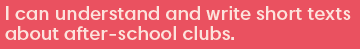 I can understand and write short texts
about after-school clubs.